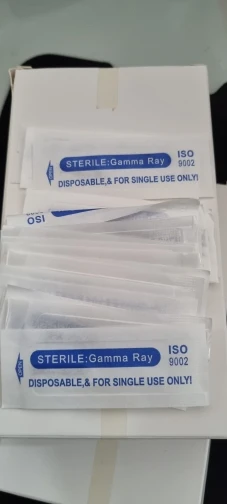 STERILE:Gamma Ray
ISO
9002
DISPOSABLE,& FOR SINGLE USE ONLY!
ISO
STERILE:Gamma Ray
ISO
9002
DISPOSABLE,& FOR SINGLE USE ONLY!